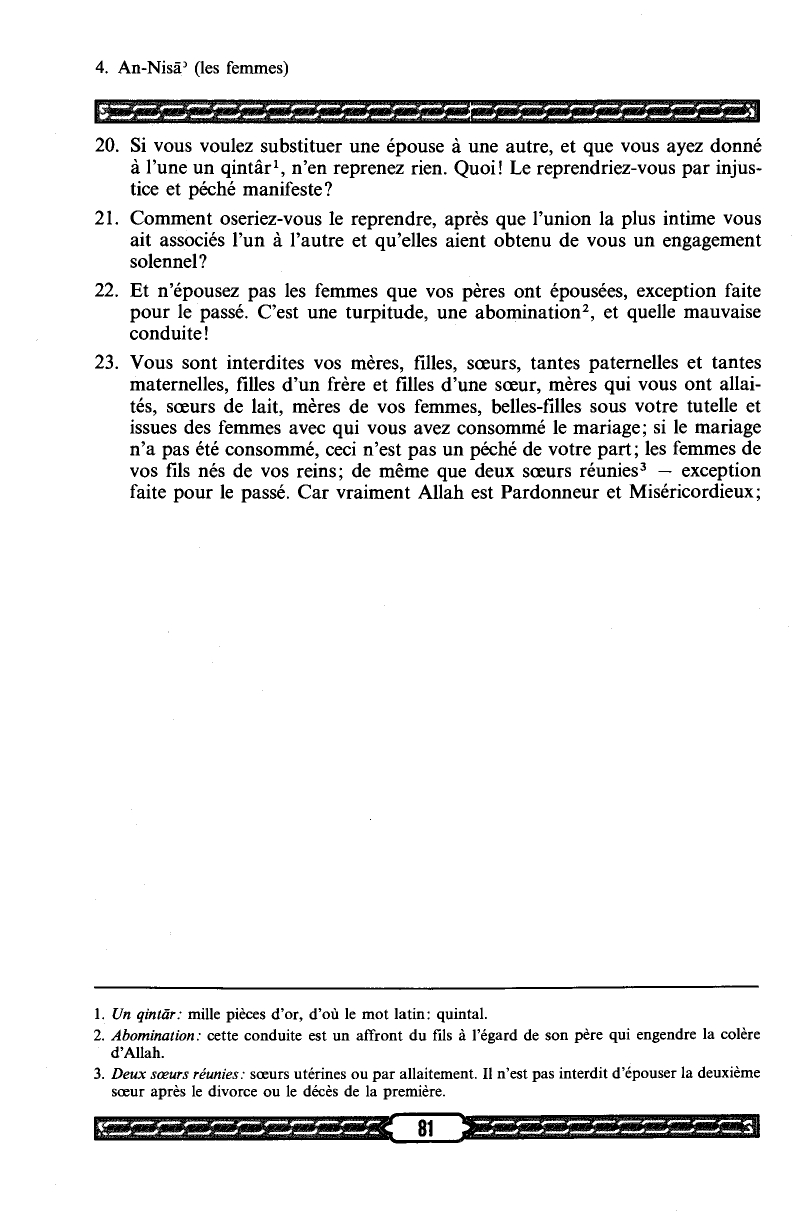 4. An-Nisāʾ (les femmes)
20. Si vous voulez substituer une épouse à une autre, et que vous ayez donné
à l’une un qintâr¹, n’en reprenez rien. Quoi! Le reprendriez-vous par injus-
tice et péché manifeste?
21. Comment oseriez-vous le reprendre, après que l’union la plus intime vous
ait associés l’un à l’autre et qu’elles aient obtenu de vous un engagement
solennel?
22. Et n’épousez pas les femmes que vos pères ont épousées, exception faite
pour le passé. C’est une turpitude, une abomination², et quelle mauvaise
conduite!
23. Vous sont interdites vos mères, filles, sœurs, tantes paternelles et tantes
maternelles, filles d’un frère et filles d’une sœur, mères qui vous ont allai-
tés, sœurs de lait, mères de vos femmes, belles-filles sous votre tutelle et
issues des femmes avec qui vous avez consommé le mariage; si le mariage
n’a pas été consommé, ceci n’est pas un péché de votre part; les femmes de
vos fils nés de vos reins; de même que deux sœurs réunies³ — exception
faite pour le passé. Car vraiment Allah est Pardonneur et Miséricordieux;
1. Un qintār: mille pièces d’or, d’où le mot latin: quintal.
2. Abomination: cette conduite est un affront du fils à l’égard de son père qui engendre la colère
d’Allah.
3. Deux sœurs réunies: sœurs utérines ou par allaitement. Il n’est pas interdit d’épouser la deuxième
sœur après le divorce ou le décès de la première.
81